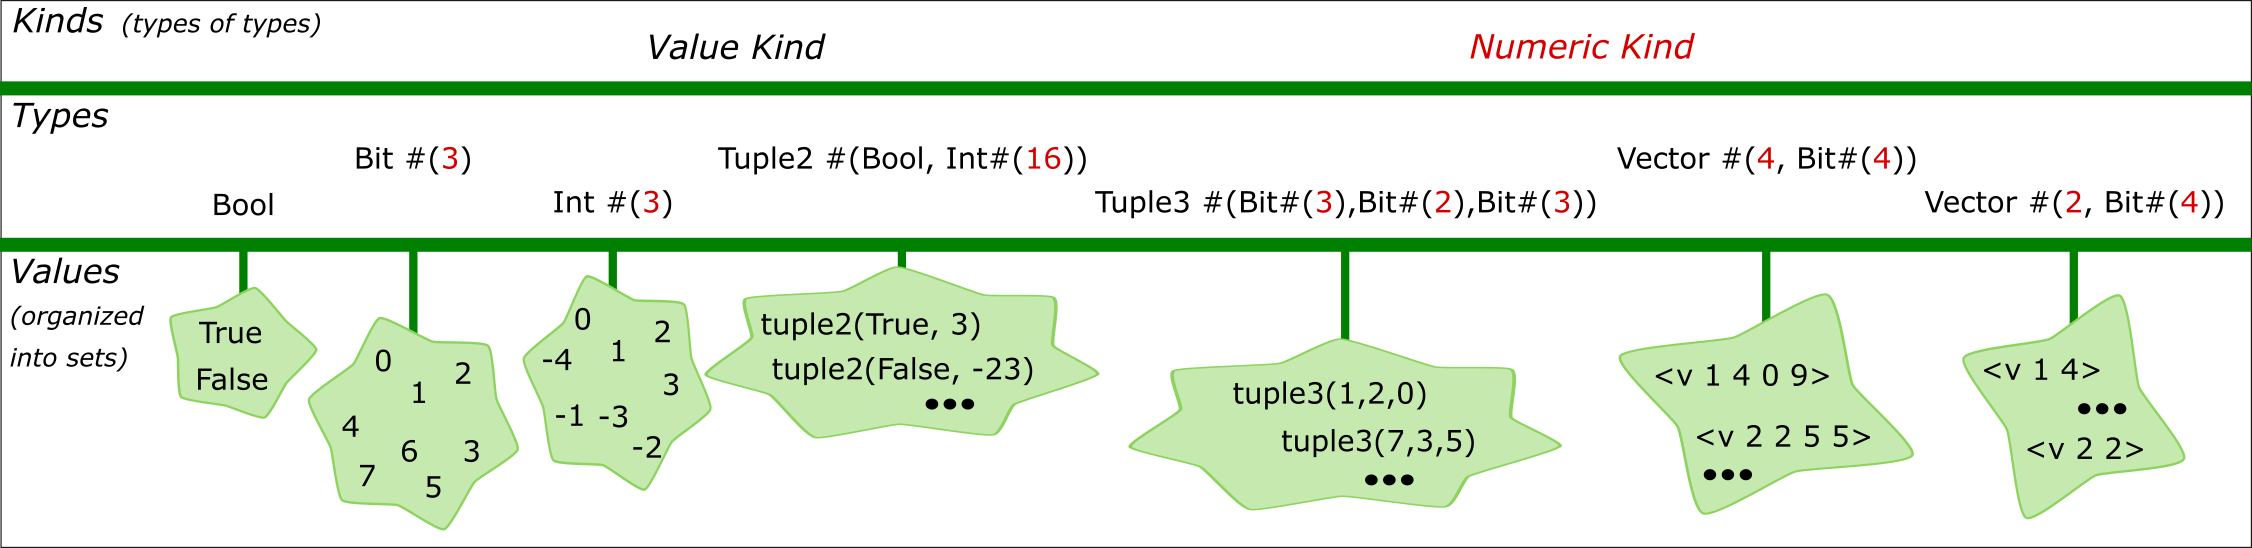 Kinds (types of types)
Value Kind
Numeric Kind
Types
Bool
Bit #(3)
Int #(3)
Tuple2 #(Bool, Int#(16))
Tuple3 #(Bit#(3),Bit#(2),Bit#(3))
Vector #(4, Bit#(4))
Vector #(2, Bit#(4))
Values
(organized
into sets)
True
False
0
2
1
4
6
3
7
5
0
2
1
-4
3
-1
-3
-2
tuple2(True, 3)
tuple2(False, -23)
•••
tuple3(1,2,0)
tuple3(7,3,5)
•••
<v 1 4 0 9>
<v 2 2 5 5>
•••
<v 1 4>
•••
<v 2 2>